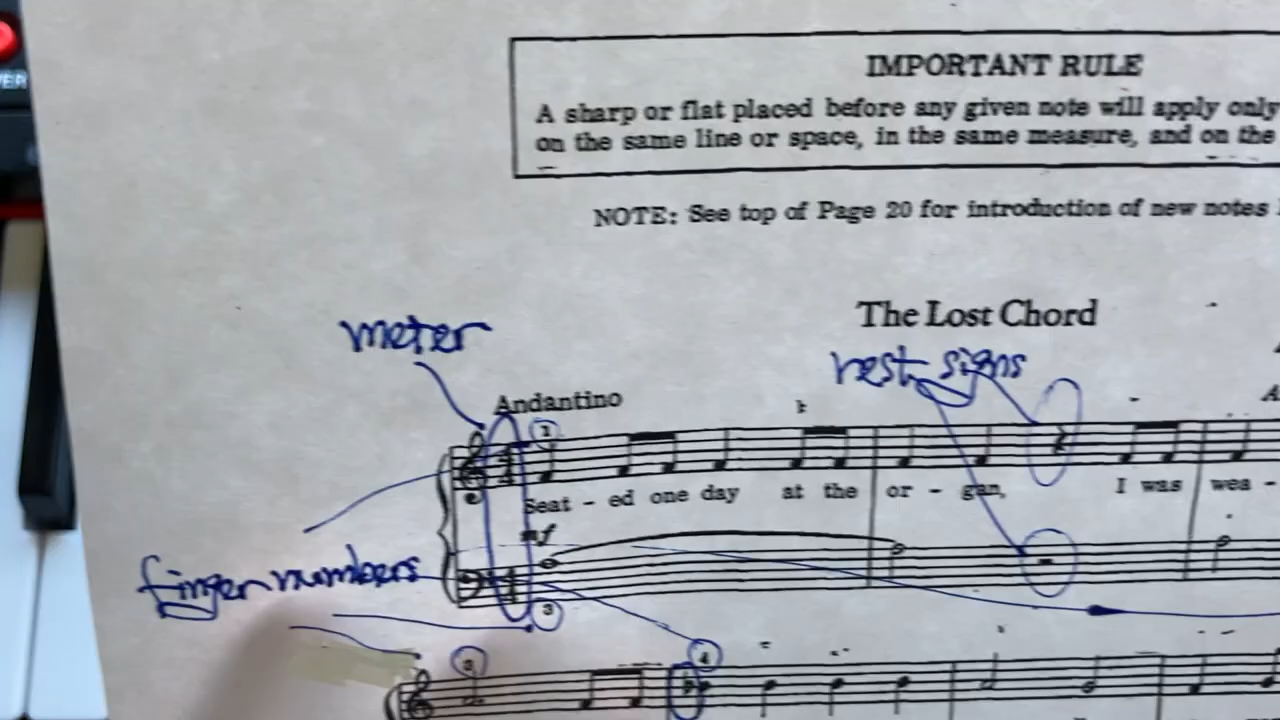 IMPORTANT RULE
A sharp or flat placed before any given note will apply only
on the same line or space, in the same measure, and on the
NOTE: See top of Page 20 for introduction of new notes
The Lost Chord
meter
rest signs
Andantino
1
Seat - ed one day at the or - gan, I was wea -
mf
finger numbers
3
4